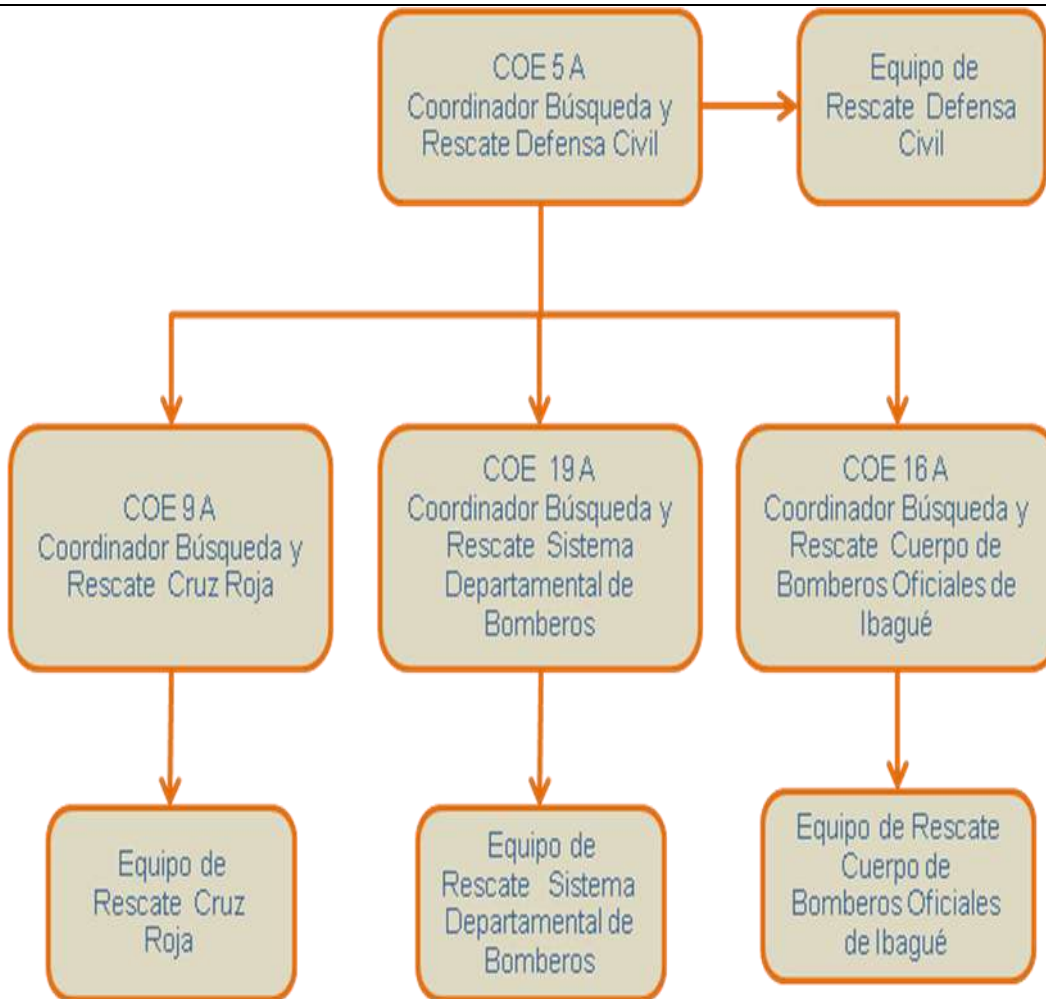 COE 5 A
Coordinador Búsqueda y
Rescate Defensa Civil
Equipo de
Rescate Defensa
Civil
COE 9 A
Coordinador Búsqueda y
Rescate Cruz Roja
COE 19 A
Coordinador Búsqueda y
Rescate Sistema
Departamental de
Bomberos
COE 16 A
Coordinador Búsqueda y
Rescate Cuerpo de
Bomberos Oficiales de
Ibagué
Equipo de
Rescate Cruz
Roja
Equipo de
Rescate Sistema
Departamental de
Bomberos
Equipo de Rescate
Cuerpo de
Bomberos Oficiales
de Ibagué